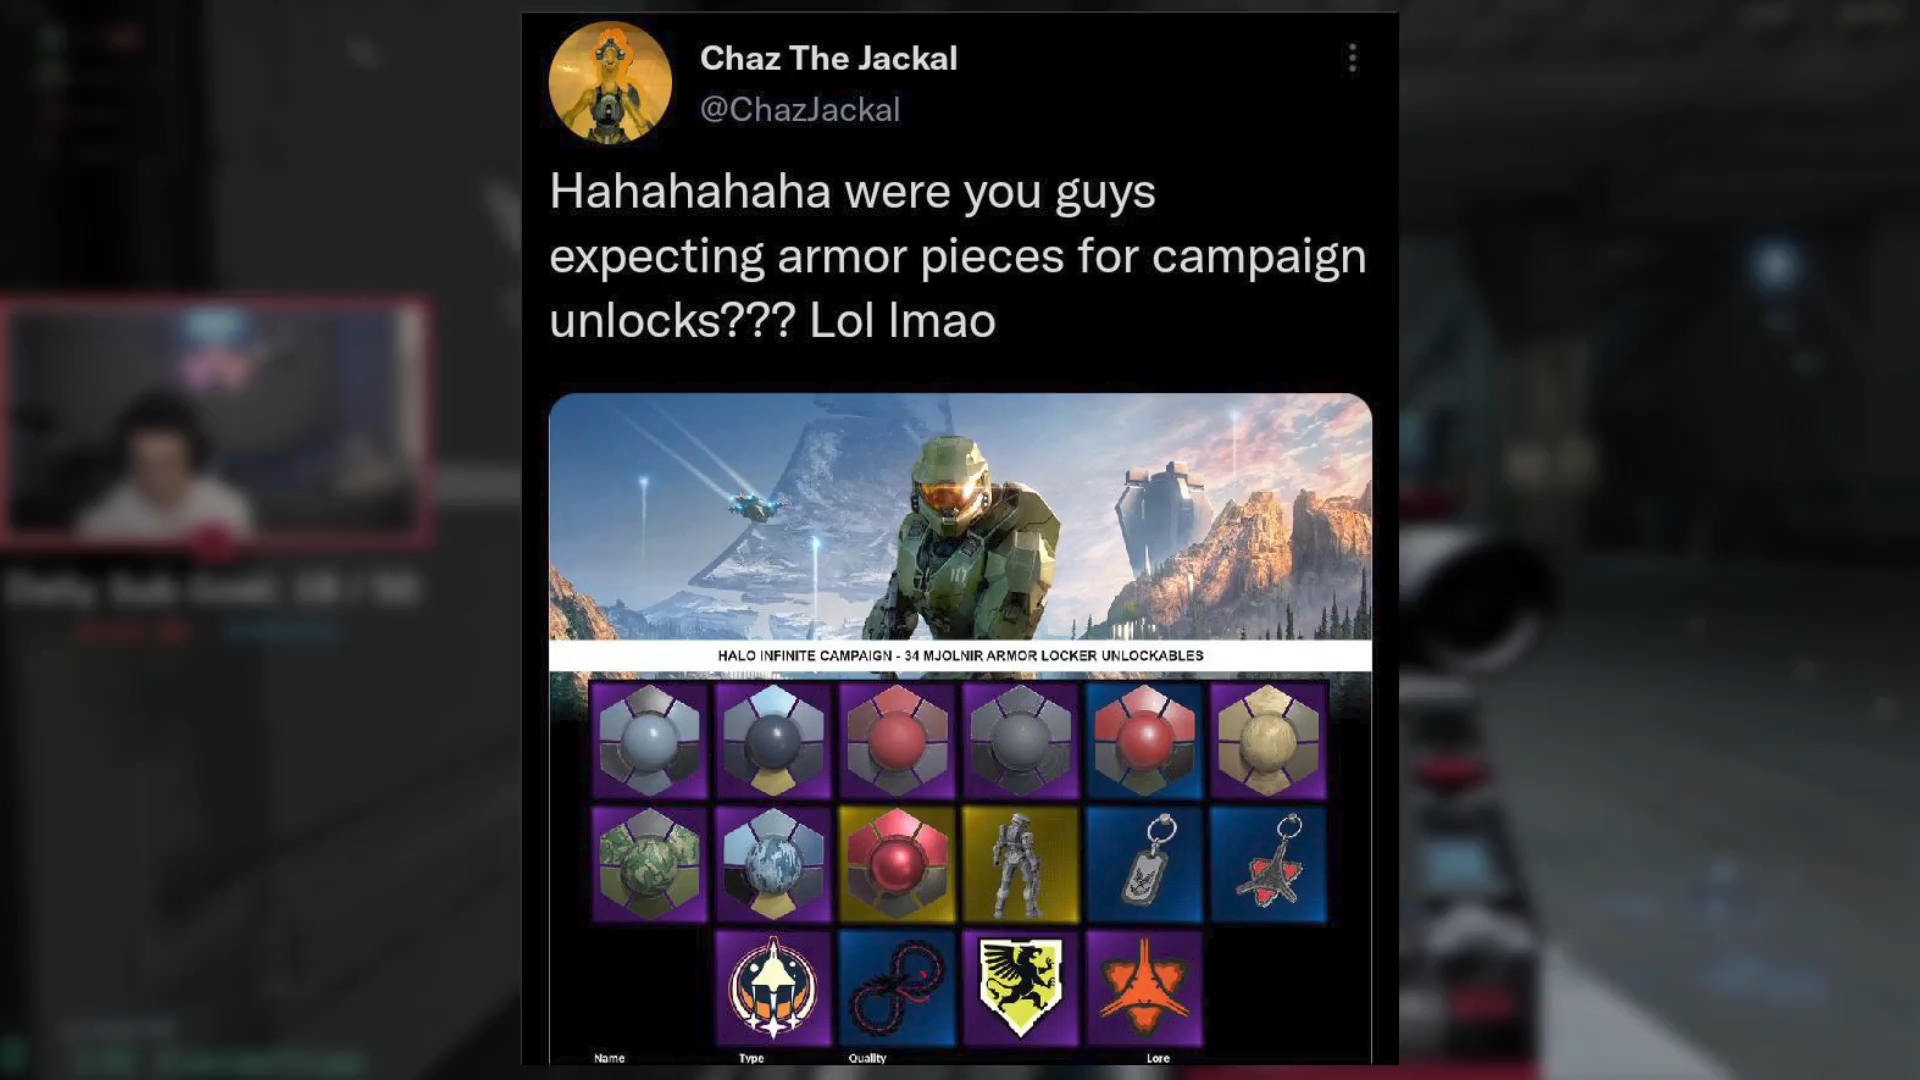 Chaz The Jackal
@ChazJackal
Hahahahaha were you guys
expecting armor pieces for campaign
unlocks??? Lol lmao
HALO INFINITE CAMPAIGN - 34 MJOLNIR ARMOR LOCKER UNLOCKABLES
Name Type Quality Lore